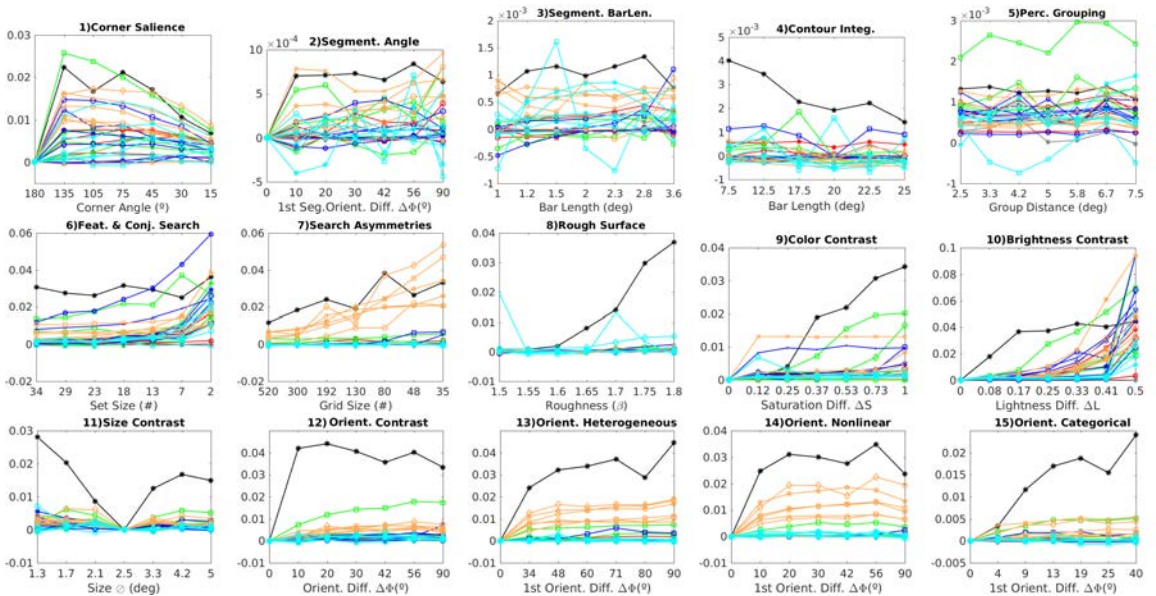 1)Corner Salience
0.03
0.02
0.01
0
-0.01
180 135 105 75 45 30 15
Corner Angle (º)
×10⁻⁴
2)Segment. Angle
10
5
0
-5
0 10 20 30 42 56 90
1st Seg.Orient. Diff. ΔΦ(º)
×10⁻³
3)Segment. BarLen.
2
1.5
1
0.5
0
-0.5
-1
1 1.2 1.5 2 2.3 2.8 3.6
Bar Length (deg)
×10⁻³
4)Contour Integ.
5
4
3
2
1
0
-1
7.5 12.5 17.5 20 22.5 25
Bar Length (deg)
×10⁻³
5)Perc. Grouping
3
2
1
0
-1
2.5 3.3 4.2 5 5.8 6.7 7.5
Group Distance (deg)
6)Feat. & Conj. Search
0.06
0.04
0.02
0
-0.02
34 29 23 18 13 7 2
Set Size (#)
7)Search Asymmetries
0.06
0.04
0.02
0
-0.02
520 300 192 130 80 48 35
Grid Size (#)
8)Rough Surface
0.04
0.03
0.02
0.01
0
-0.01
1.5 1.55 1.6 1.65 1.7 1.75 1.8
Roughness (β)
9)Color Contrast
0.04
0.03
0.02
0.01
0
-0.01
0 0.12 0.25 0.37 0.5 0.73 1
Saturation Diff. ΔS
10)Brightness Contrast
0.1
0.08
0.06
0.04
0.02
0
-0.02
0 0.08 0.17 0.25 0.33 0.41 0.5
Lightness Diff. ΔL
11)Size Contrast
0.03
0.02
0.01
0
-0.01
1.3 1.7 2.1 2.5 3.3 4.2 5
Size ⌀ (deg)
12)Orient. Contrast
0.05
0.04
0.03
0.02
0.01
0
-0.01
0 10 20 30 42 56 90
Orient. Diff. ΔΦ(º)
13)Orient. Heterogeneous
0.05
0.04
0.03
0.02
0.01
0
-0.01
0 34 48 60 71 80 90
1st Orient. Diff. ΔΦ(º)
14)Orient. Nonlinear
0.04
0.03
0.02
0.01
0
-0.01
0 10 20 30 42 56 90
1st Orient. Diff. ΔΦ(º)
15)Orient. Categorical
0.025
0.02
0.015
0.01
0.005
0
-0.005
0 4 9 13 19 25 40
1st Orient. Diff. ΔΦ(º)